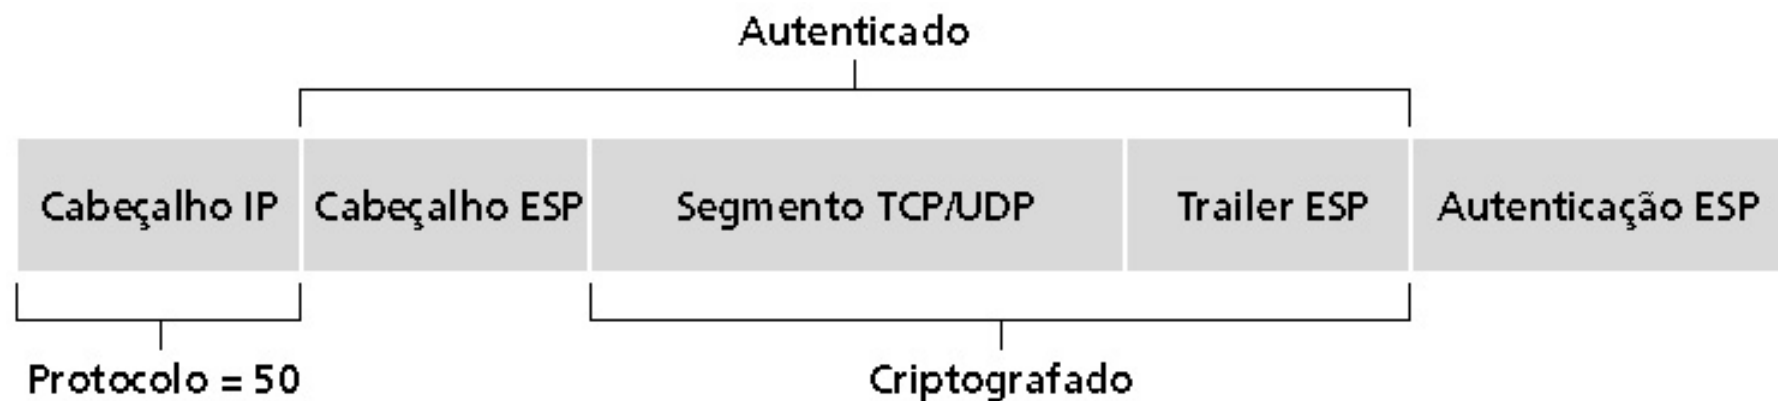 Autenticado
Cabeçalho IP
Cabeçalho ESP
Segmento TCP/UDP
Trailer ESP
Autenticação ESP
Protocolo = 50
Criptografado